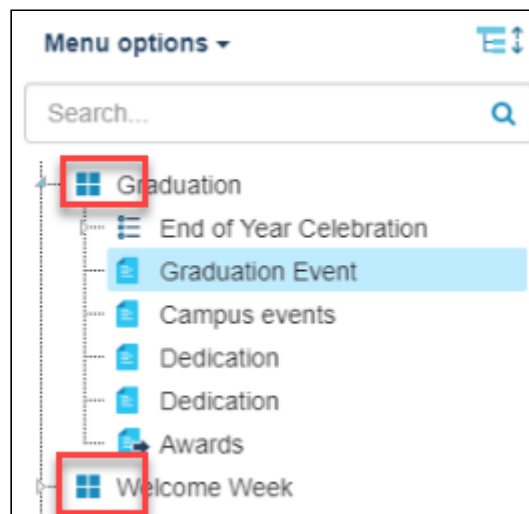 Menu options
Search...
Graduation
End of Year Celebration
Graduation Event
Campus events
Dedication
Dedication
Awards
Welcome Week